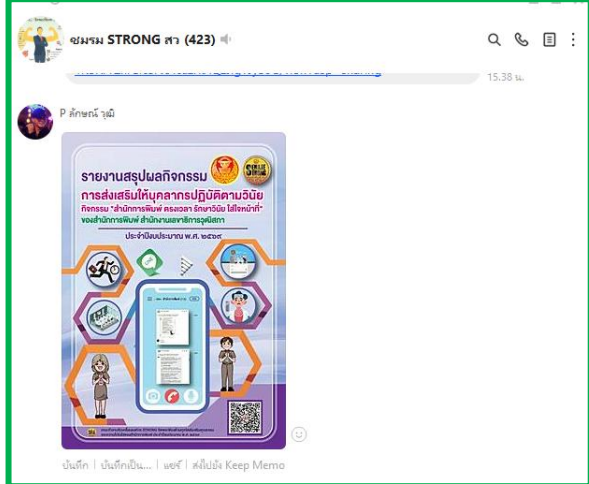 ชมรม STRONG สว (423)
15.38 น.
P ลักษณ์ วุฒิ
รายงานสรุปผลกิจกรรม
การส่งเสริมให้บุคลากรปฏิบัติตามวินัย
กิจกรรม "สำนักการพิมพ์ ตรงเวลา รักษาวินัย ใส่ใจหน้าที่"
ของสำนักการพิมพ์ สำนักงานเลขาธิการวุฒิสภา
ประจำปีงบประมาณ พ.ศ. ๒๕๖๙
บันทึก | บันทึกเป็น... | แชร์ | ส่งไปยัง Keep Memo